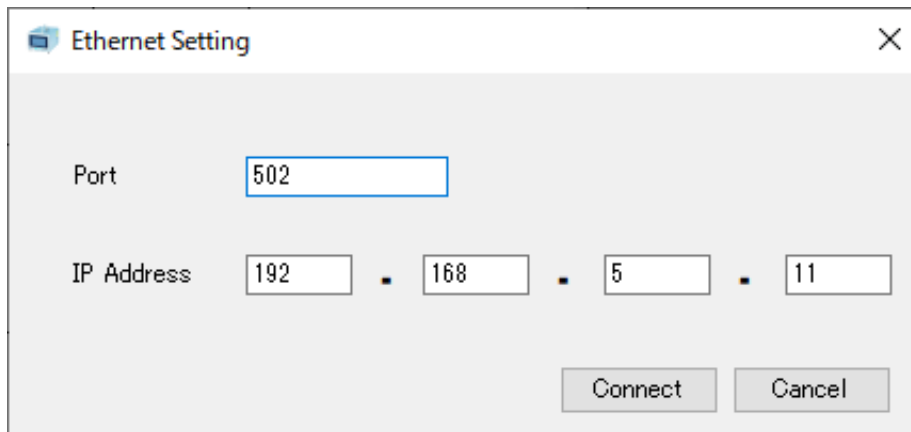 Ethernet Setting
Port 502
IP Address 192 . 168 . 5 . 11
Connect Cancel